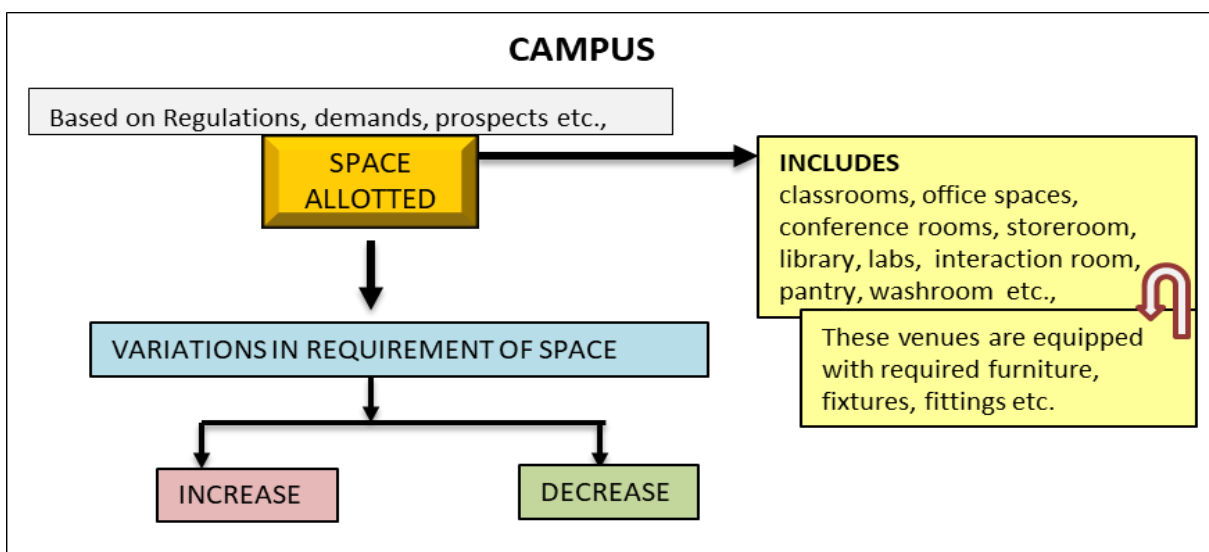 CAMPUS
Based on Regulations, demands, prospects etc.,
SPACE
ALLOTTED
INCLUDES
classrooms, office spaces,
conference rooms, storeroom,
library, labs, interaction room,
pantry, washroom etc.,
These venues are equipped
with required furniture,
fixtures, fittings etc.
VARIATIONS IN REQUIREMENT OF SPACE
INCREASE
DECREASE